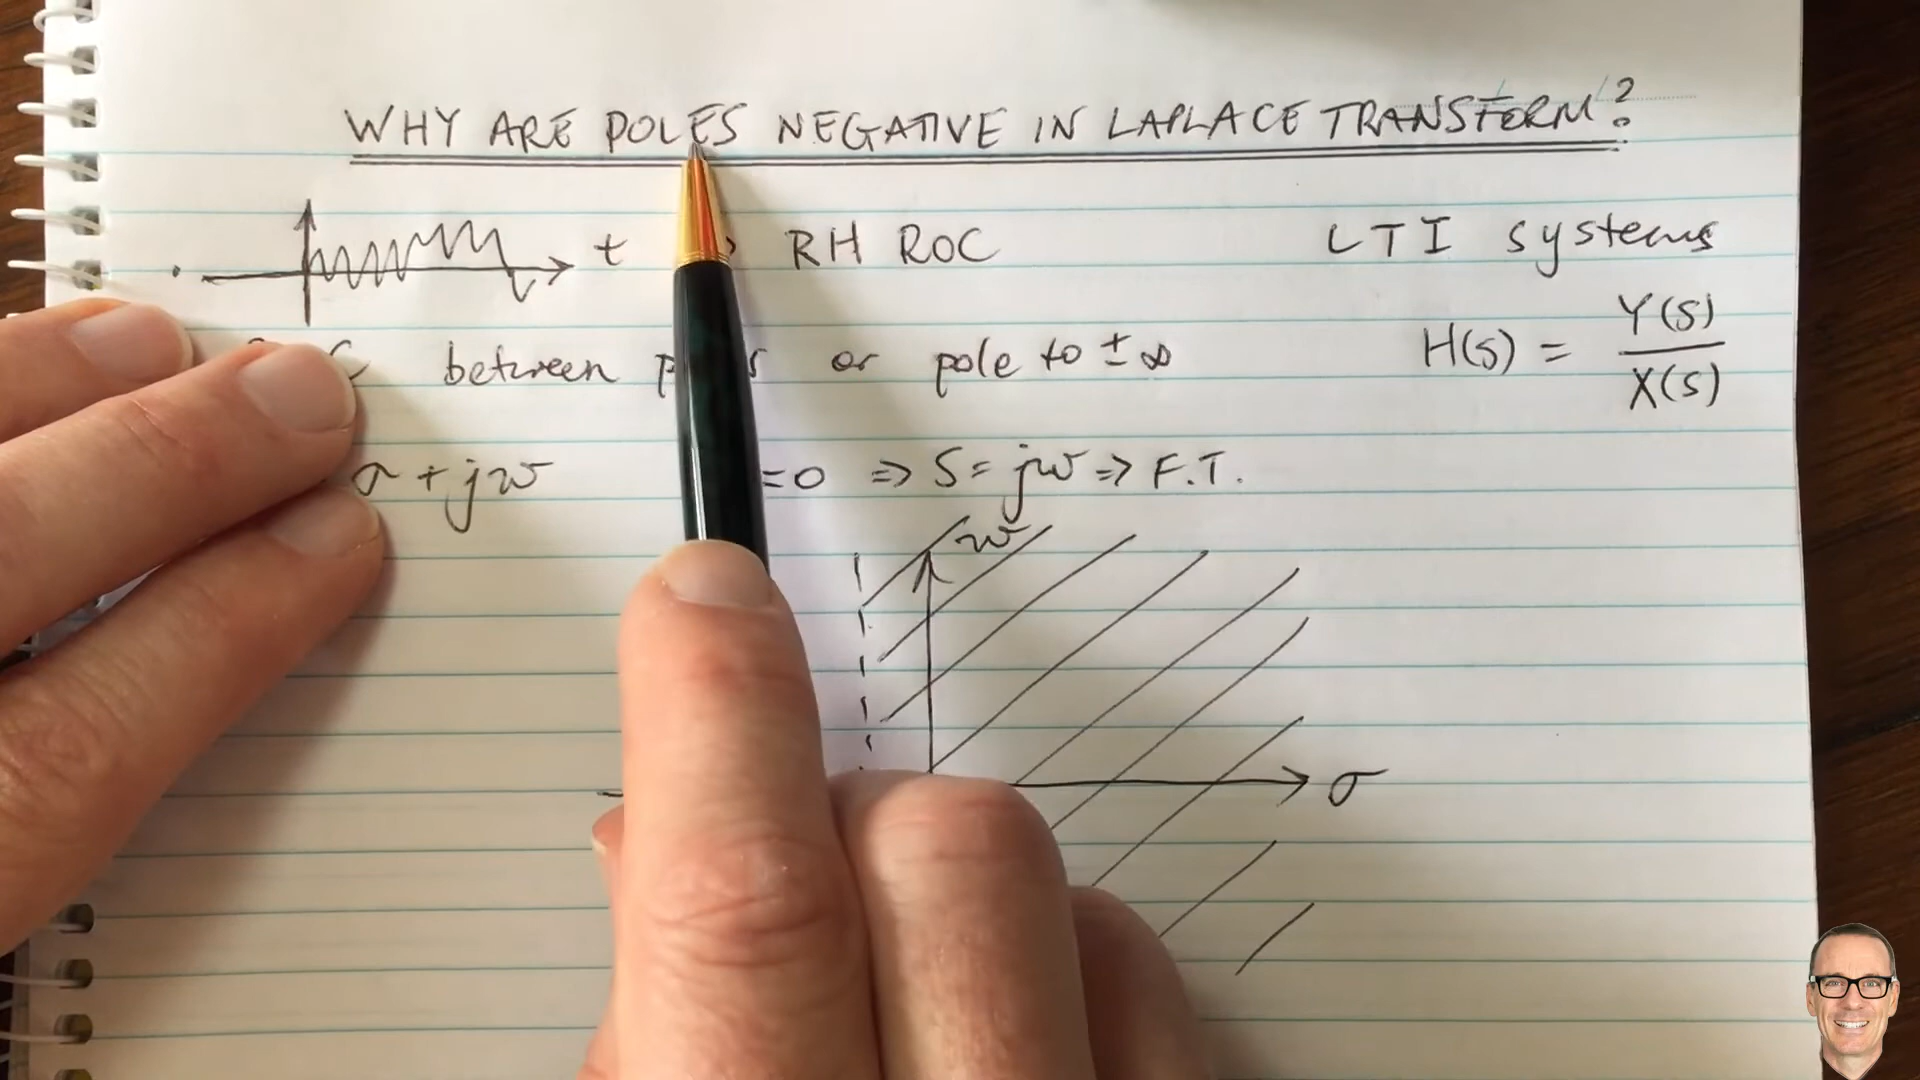 WHY ARE POLES NEGATIVE IN LAPLACE TRANSFORM?
t RH ROC
LTI systems
between or pole to ± ∞
H(s) = Y(s) / X(s)
σ + jω =0 ⇒ S = jω ⇒ F.T.
ω
σ